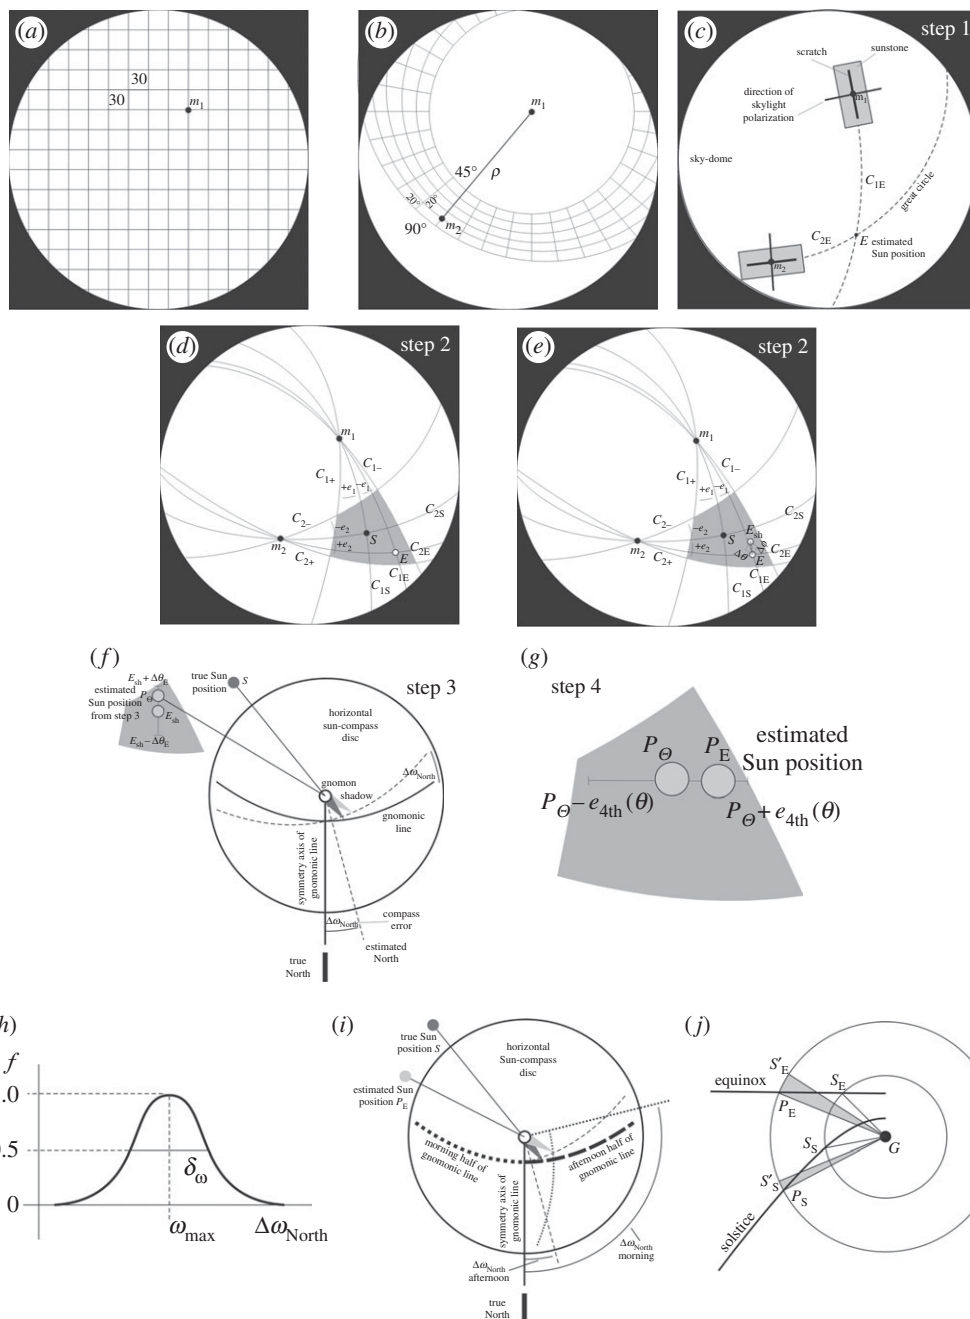 (a)
30
30
m1
(b)
m1
45°
ρ
20°
20°
90°
m2
(c)
step 1
scratch
sunstone
direction of
skylight
polarization
m1
sky-dome
C1E
great circle
C2E
E
estimated
Sun position
m2
(d)
step 2
m1
C1+
C1–
+e1
–e1
C2S
C2–
–e2
+e2
S
m2
C2+
C2E
E
C1E
C1S
(e)
step 2
m1
C1+
C1–
+e1
–e1
C2S
C2–
–e2
+e2
S
Esh
m2
C2+
Δθ
C2E
E
C1E
C1S
(f)
step 3
Esh + ΔθE
estimated
Sun position
from step 3
PΘ
Esh
Esh – ΔθE
true Sun
position
S
horizontal
sun-compass
disc
ΔωNorth
gnomon
shadow
gnomonic
line
symmetry axis of
gnomonic line
ΔωNorth
compass
error
estimated
North
true
North
(g)
step 4
PΘ
PE
estimated
Sun position
PΘ – e4th(θ)
PΘ + e4th(θ)
h)
f
.0
0.5
0
δω
ωmax
ΔωNorth
(i)
true Sun
position S
horizontal
Sun-compass
disc
estimated Sun
position PE
morning half of
gnomonic line
afternoon half of
gnomonic line
symmetry axis of
gnomonic line
ΔωNorth
morning
ΔωNorth
afternoon
true
North
(j)
S′E
equinox
SE
PE
SS
G
S′S
PS
solstice